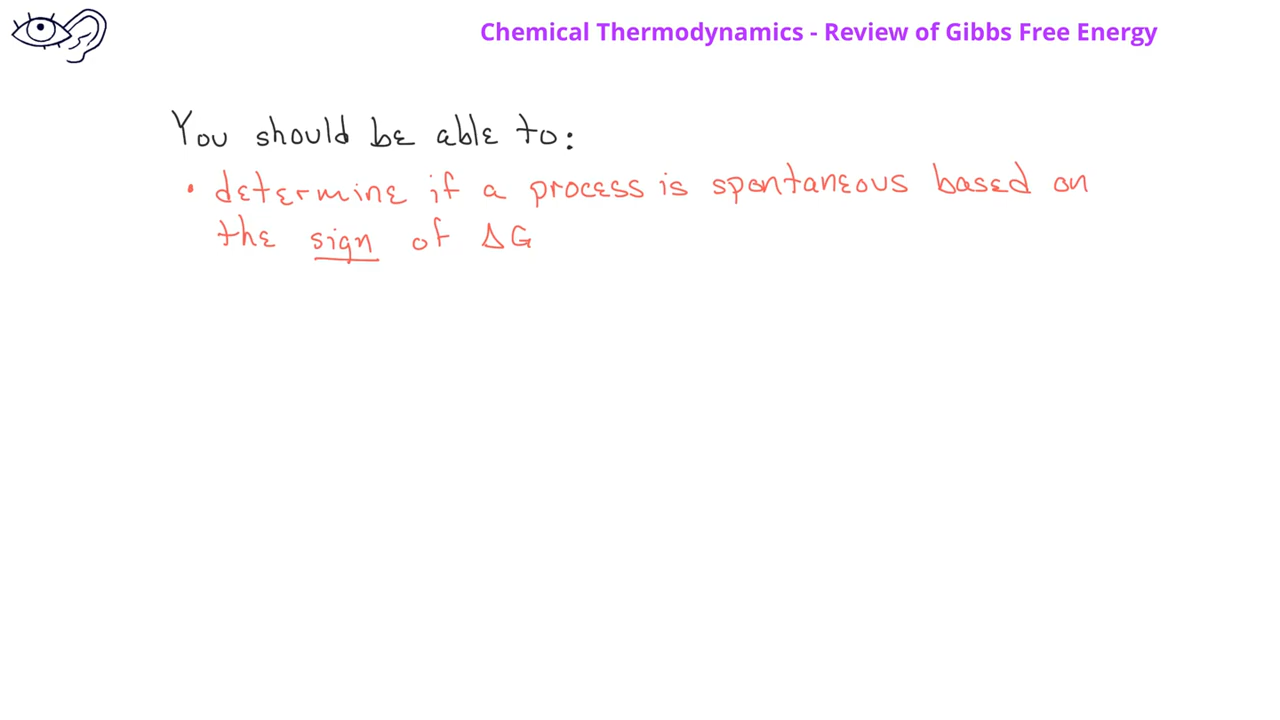 Chemical Thermodynamics - Review of Gibbs Free Energy
You should be able to:
• determine if a process is spontaneous based on
the sign of ΔG